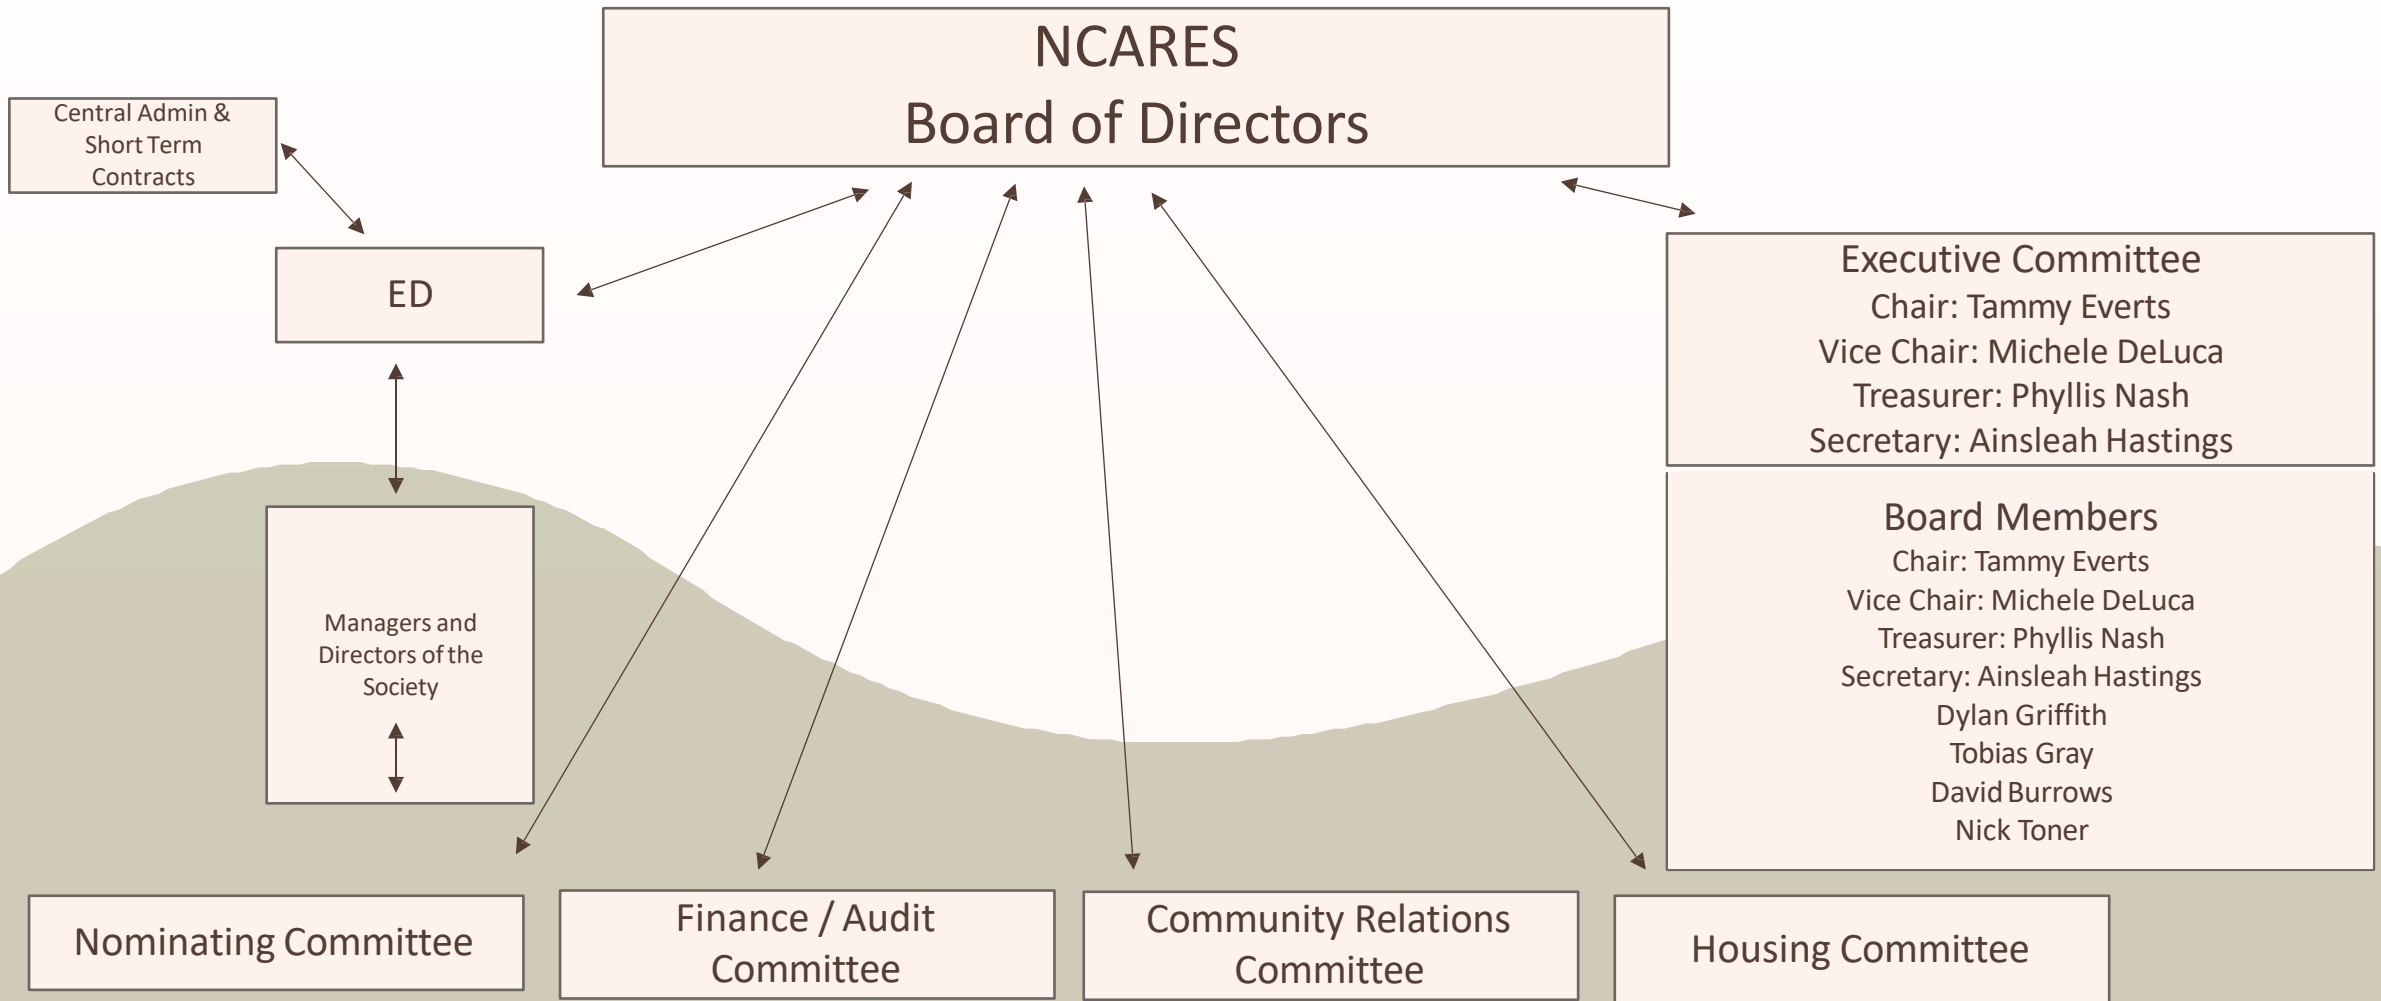 NCARES
Board of Directors
Central Admin &
Short Term
Contracts
ED
Executive Committee
Chair: Tammy Everts
Vice Chair: Michele DeLuca
Treasurer: Phyllis Nash
Secretary: Ainsleah Hastings
Board Members
Chair: Tammy Everts
Vice Chair: Michele DeLuca
Treasurer: Phyllis Nash
Secretary: Ainsleah Hastings
Dylan Griffith
Tobias Gray
David Burrows
Nick Toner
Managers and
Directors of the
Society
Nominating Committee
Finance / Audit
Committee
Community Relations
Committee
Housing Committee